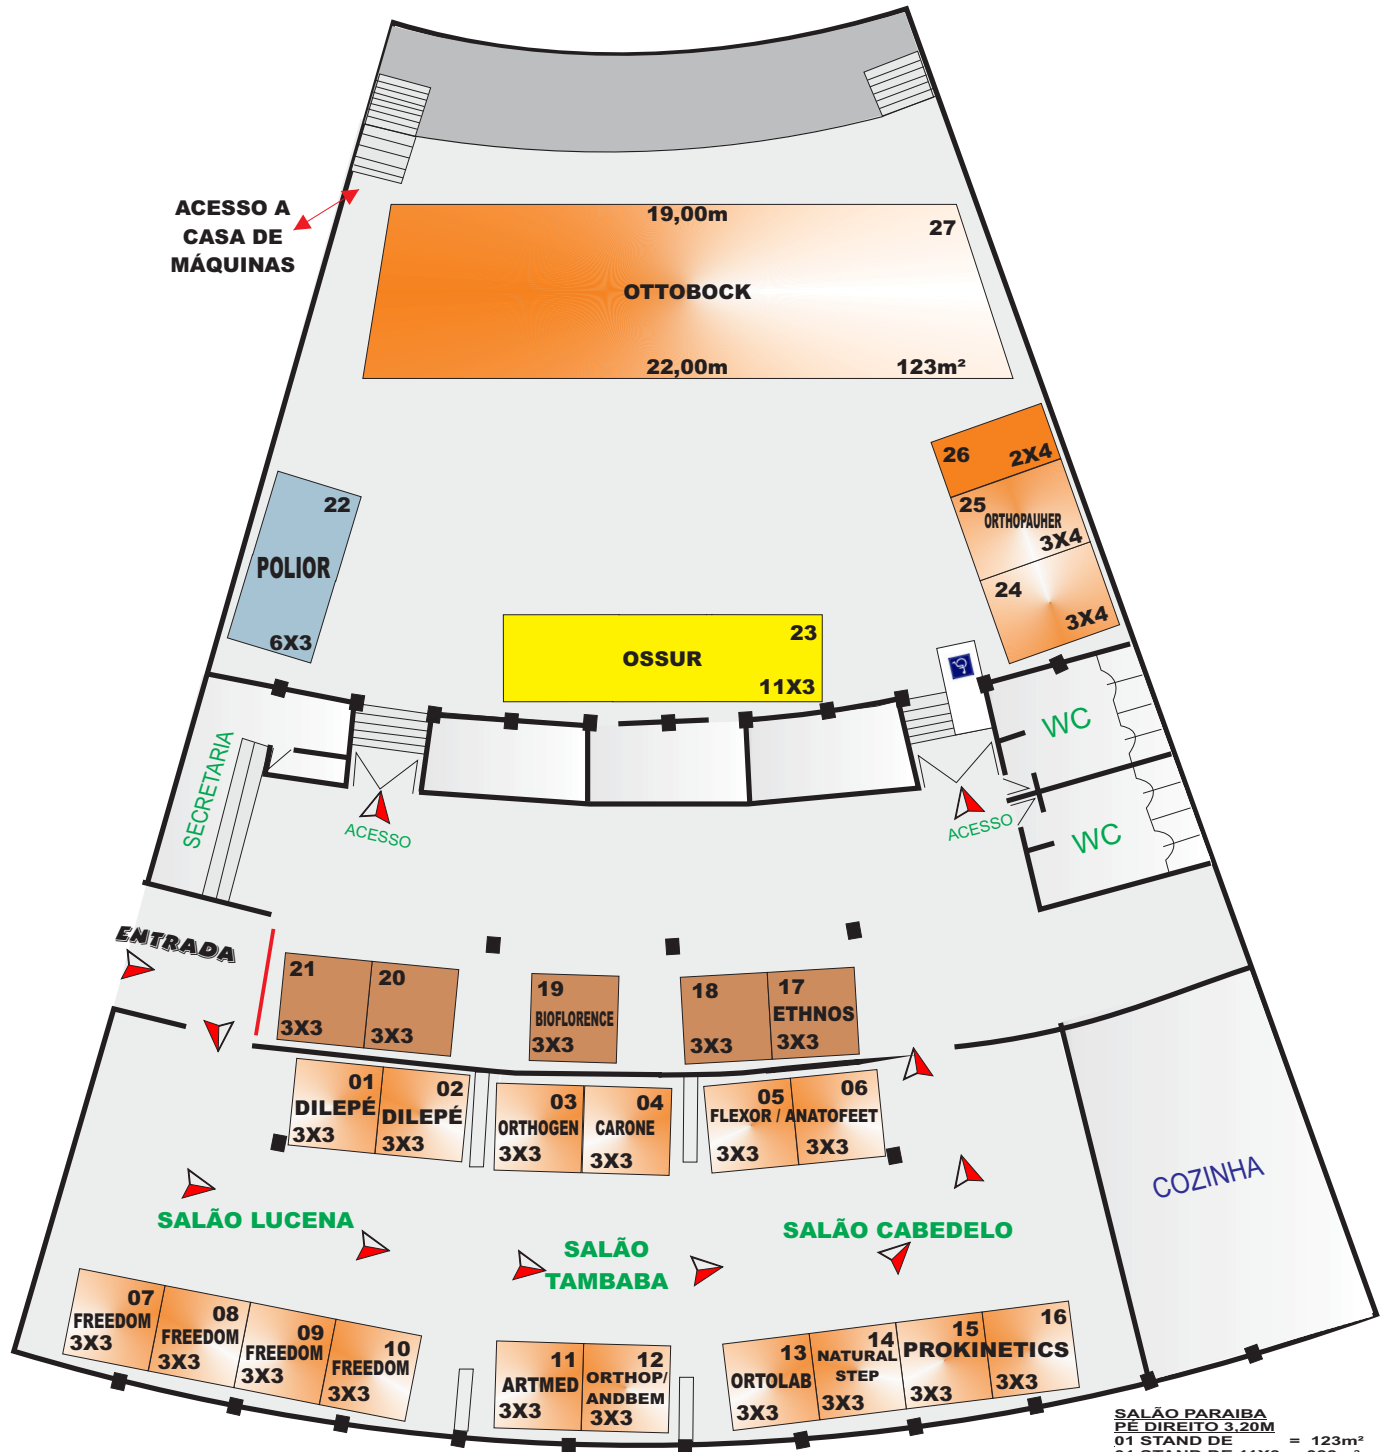 ACESSO A
CASA DE
MÁQUINAS
19,00m
27
OTTOBOCK
22,00m
123m²
26
2X4
25
ORTHOPAUHER
3X4
24
3X4
22
POLIOR
6X3
23
OSSUR
11X3
SECRETARIA
WC
WC
ACESSO
ACESSO
ENTRADA
21
3X3
20
3X3
19
BIOFLORENCE
3X3
18
3X3
17
ETHNOS
3X3
01
DILEPÉ
3X3
02
DILEPÉ
3X3
03
ORTHOGEN
3X3
04
CARONE
3X3
05
06
FLEXOR / ANATOFEET
3X3
3X3
COZINHA
SALÃO LUCENA
SALÃO
TAMBABA
SALÃO CABEDELO
07
FREEDOM
3X3
08
FREEDOM
3X3
09
FREEDOM
3X3
10
FREEDOM
3X3
11
ARTMED
3X3
12
ORTHOP/
ANDBEM
3X3
13
ORTOLAB
3X3
14
NATURAL
STEP
3X3
15
16
PROKINETICS
3X3
3X3
SALÃO PARAIBA
PÉ DIREITO 3,20M
01 STAND DE = 123m²